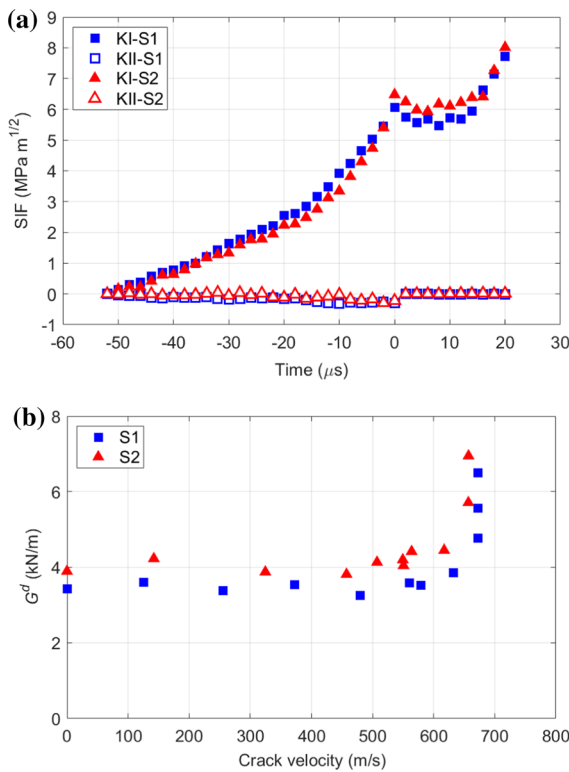 (a)
9
8
7
6
5
4
3
2
1
0
-1
SIF (MPa m^1/2)
KI-S1
KII-S1
KI-S2
KII-S2
-60 -50 -40 -30 -20 -10 0 10 20 30
Time (μs)
(b)
8
6
4
2
0
G^d (kN/m)
S1
S2
0 100 200 300 400 500 600 700 800
Crack velocity (m/s)